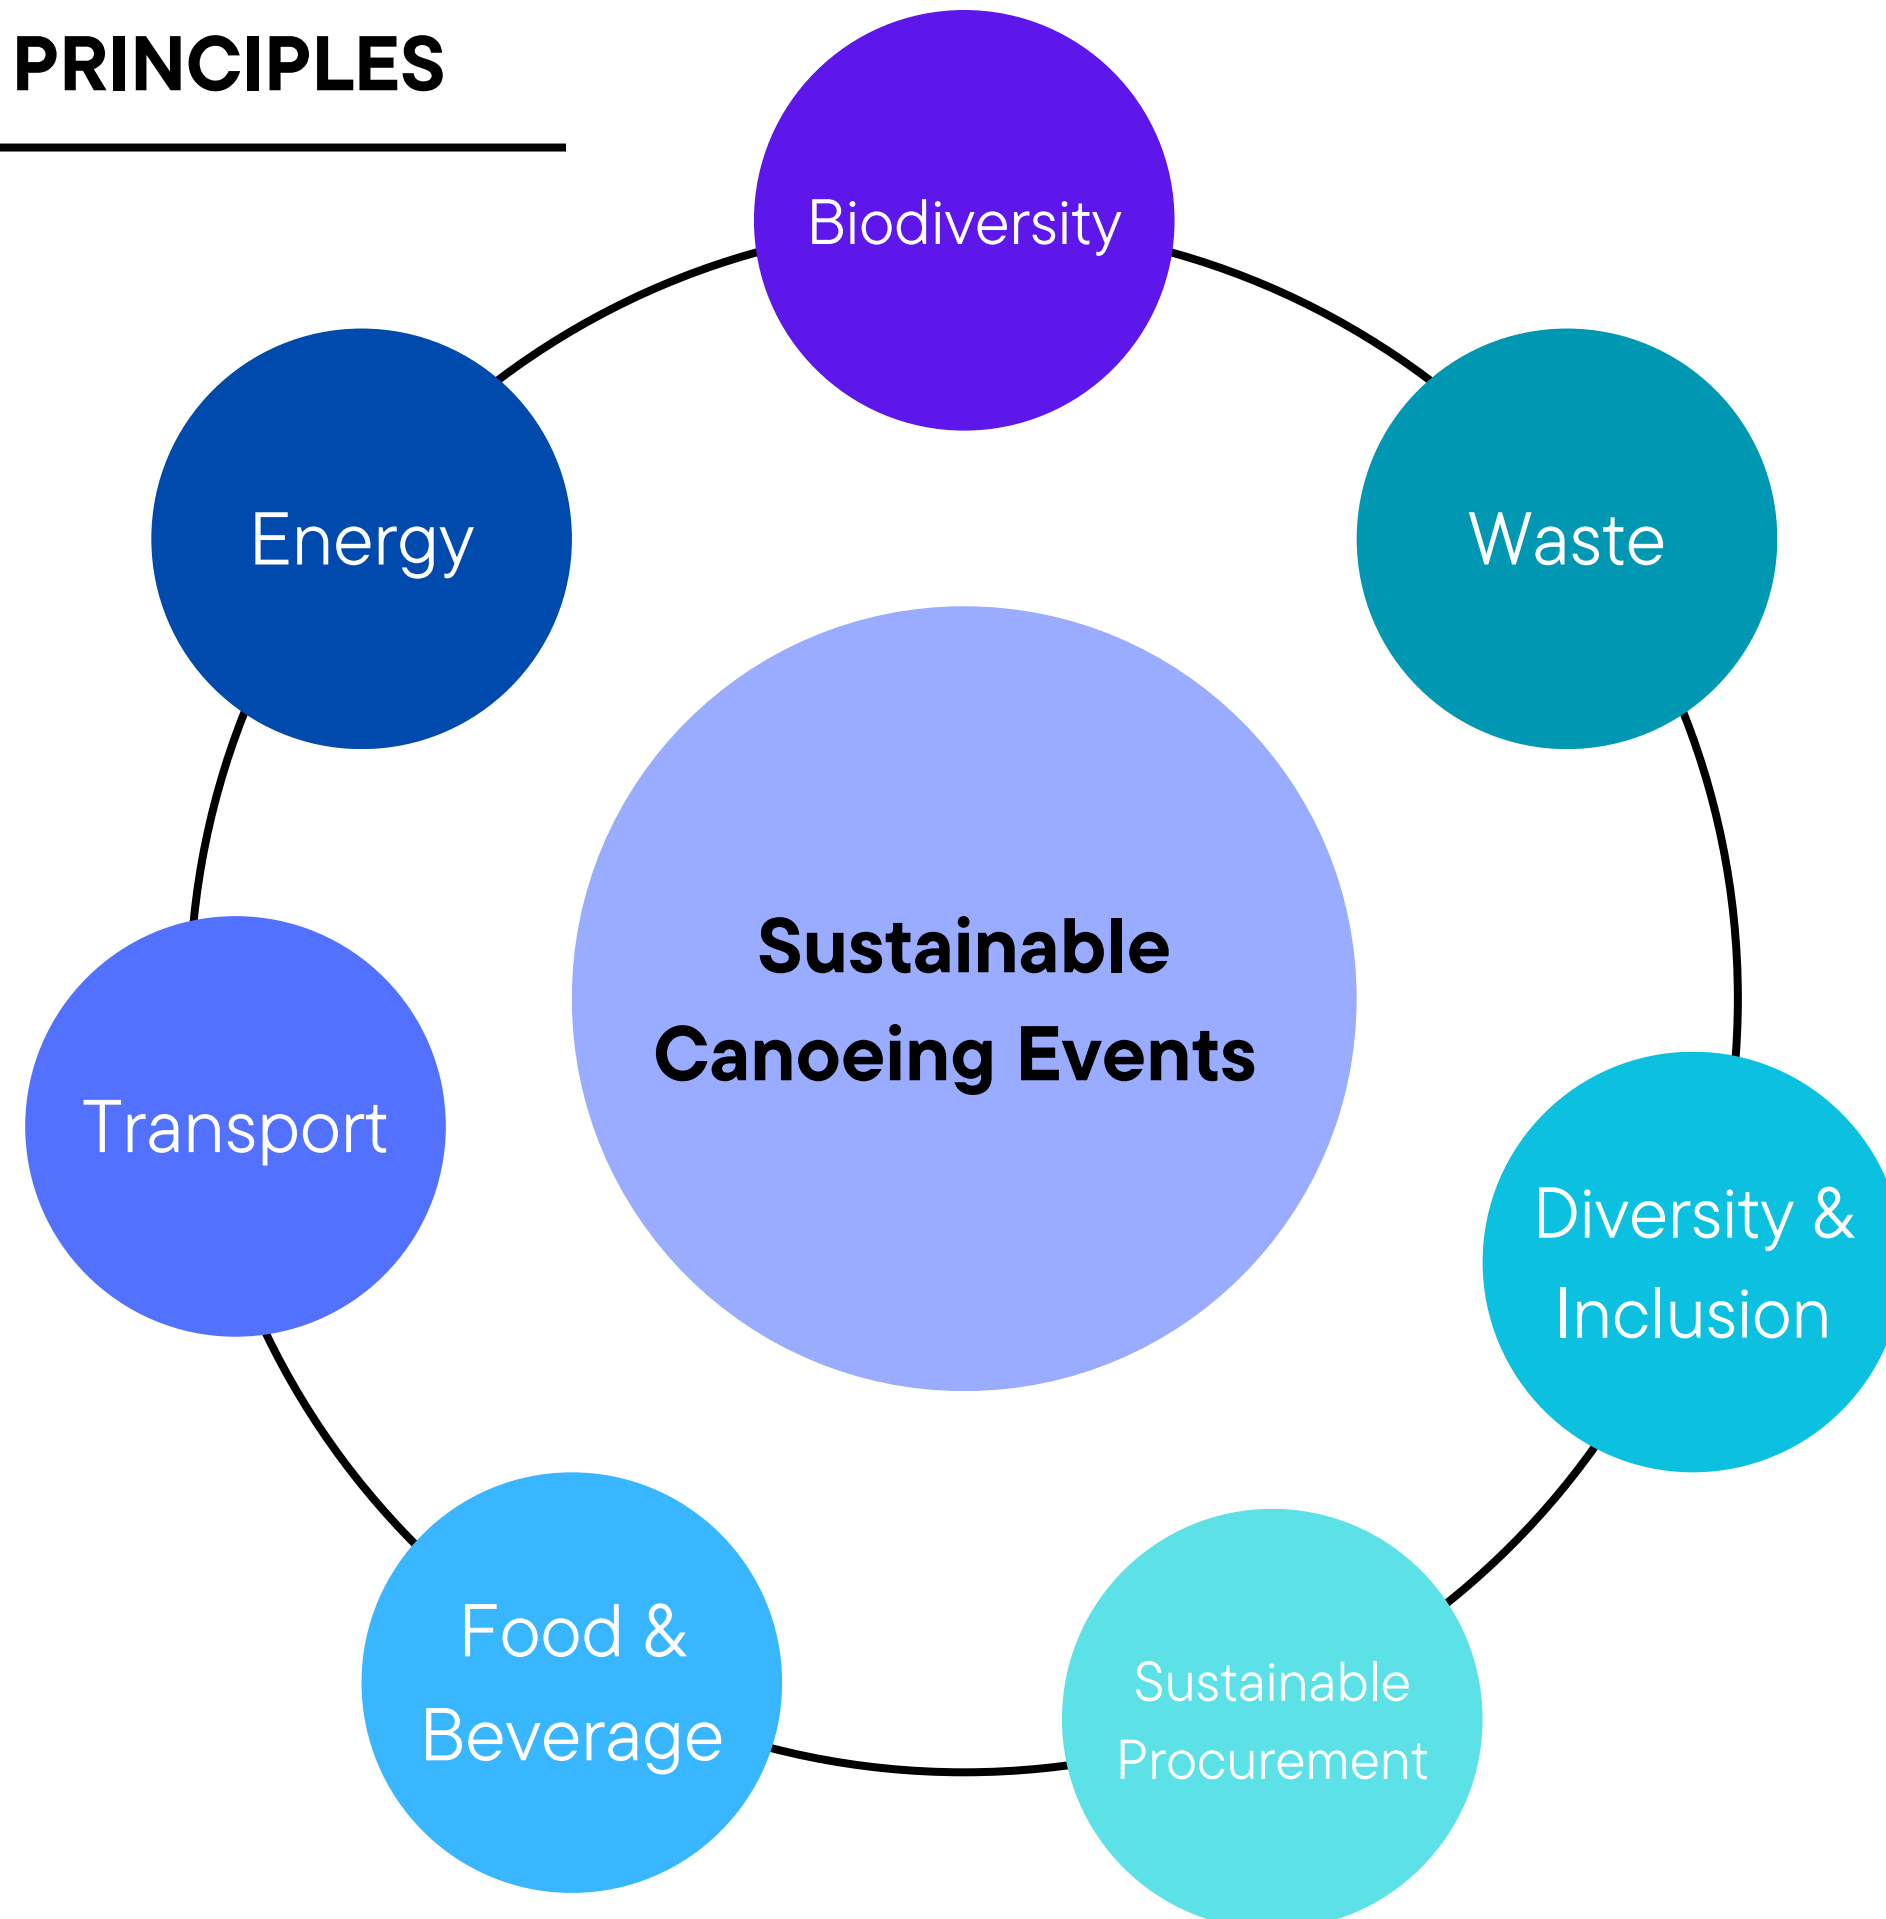 PRINCIPLES
Biodiversity
Energy
Waste
Sustainable
Canoeing Events
Transport
Diversity &
Inclusion
Food &
Beverage
Sustainable
Procurement